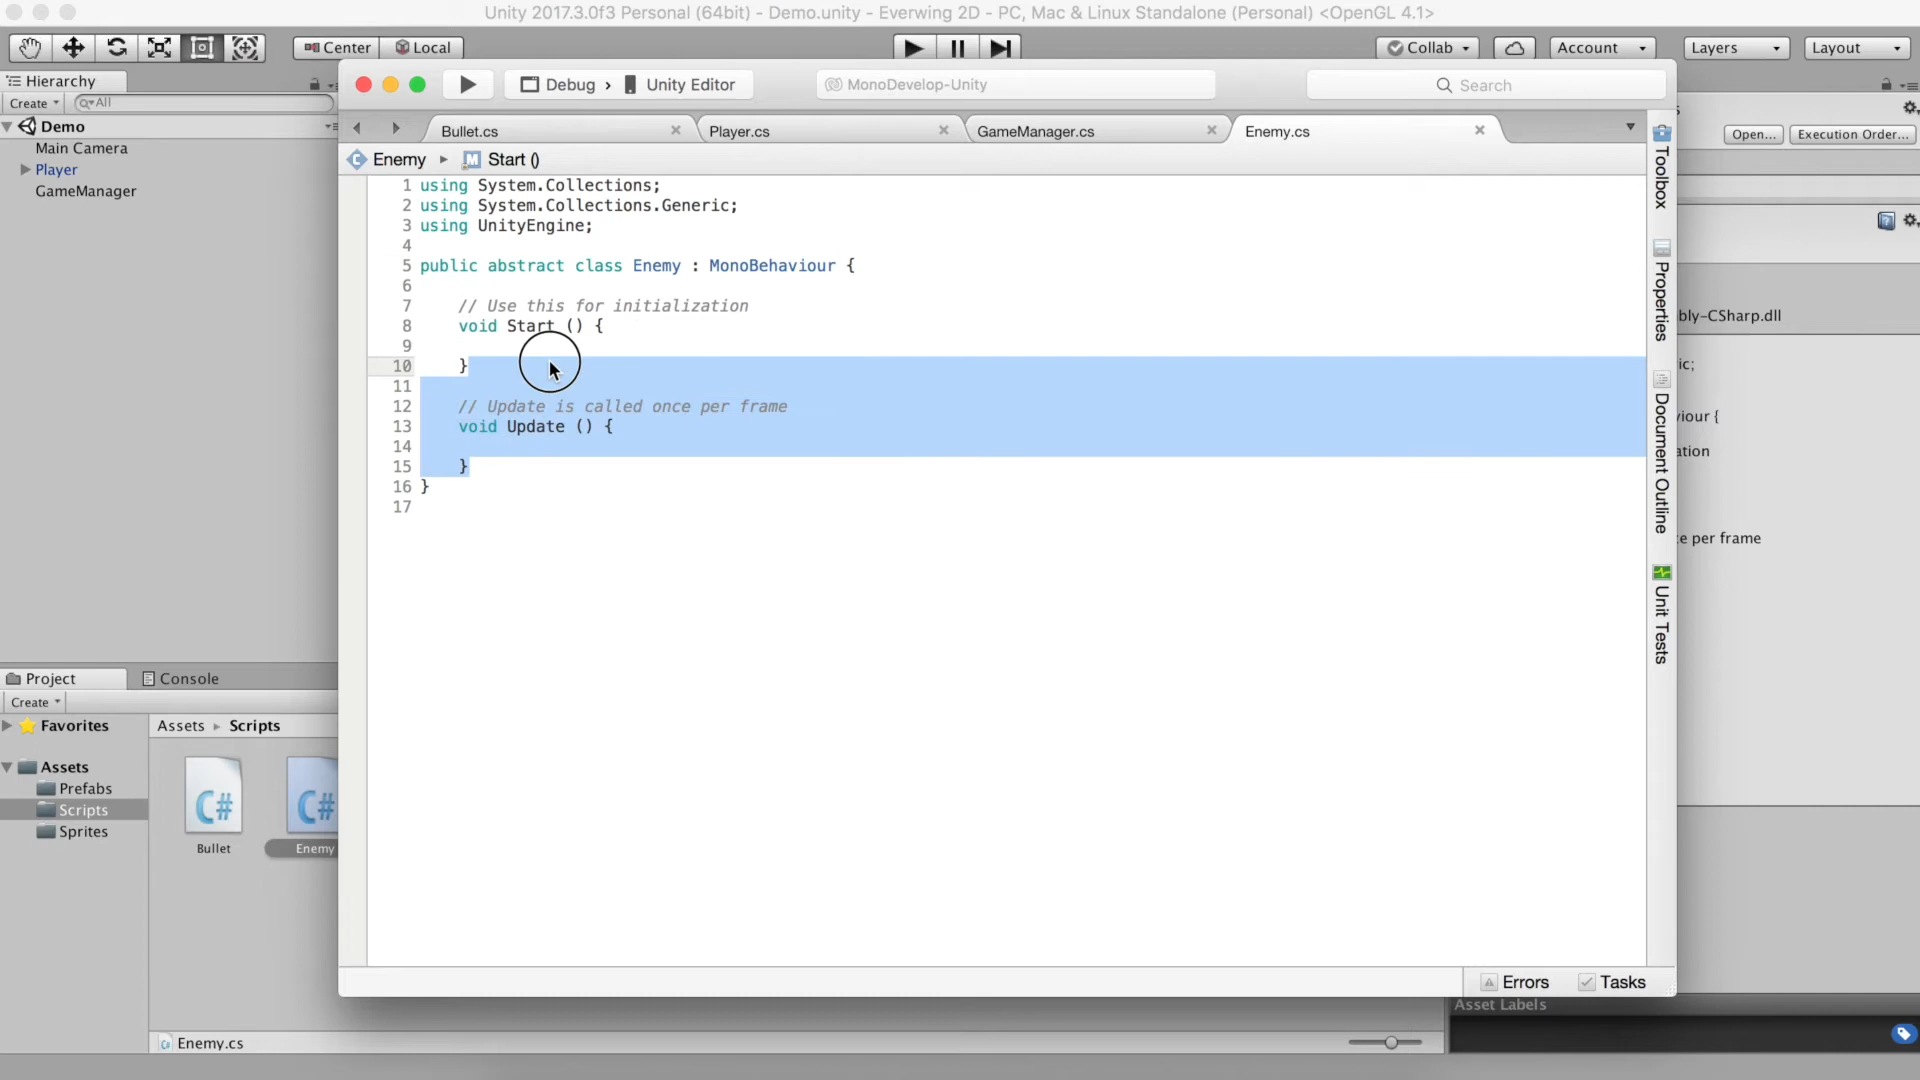 Unity 2017.3.0f3 Personal (64bit) - Demo.unity - Everwing 2D - PC, Mac & Linux Standalone (Personal) <OpenGL 4.1>
Center
Local
Collab
Account
Layers
Layout
Hierarchy
Create
All
Demo
Main Camera
Player
GameManager
Debug › Unity Editor
MonoDevelop-Unity
Search
Bullet.cs
Player.cs
GameManager.cs
Enemy.cs
Enemy
M Start ()
1 using System.Collections;
2 using System.Collections.Generic;
3 using UnityEngine;
4
5 public abstract class Enemy : MonoBehaviour {
6
7 // Use this for initialization
8 void Start () {
9
10 }
11
12 // Update is called once per frame
13 void Update () {
14
15 }
16 }
17
Toolbox
Properties
Document Outline
Unit Tests
Open...
Execution Order...
bly-CSharp.dll
ic;
iour {
ation
e per frame
Errors
Tasks
Asset Labels
Project
Console
Create
Favorites
Assets
Prefabs
Scripts
Sprites
Assets
Scripts
C#
Bullet
C#
Enemy
Enemy.cs